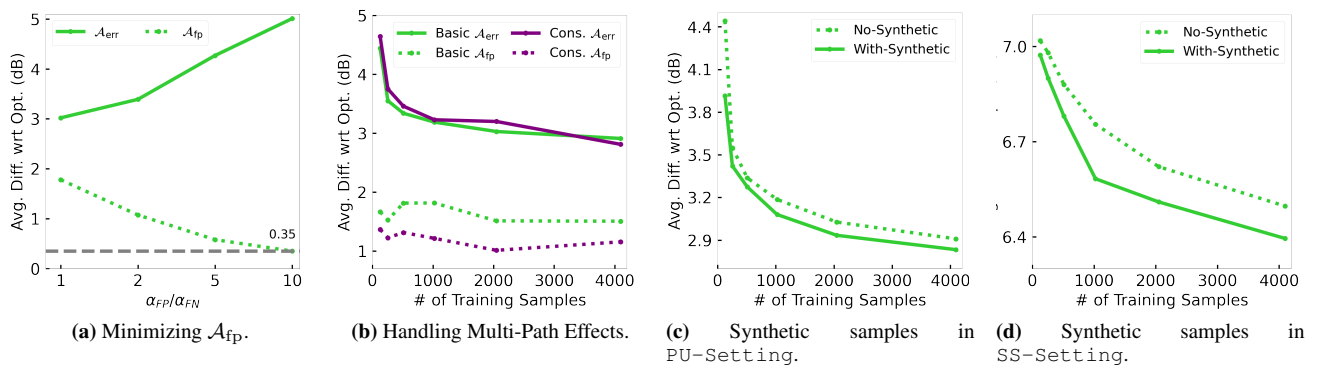 5
4
3
2
1
0
Avg. Diff. wrt Opt. (dB)
𝒜err
𝒜fp
0.35
1 2 5 10
αFP/αFN
(a) Minimizing 𝒜fp.
5
4
3
2
1
Avg. Diff. wrt Opt. (dB)
Basic 𝒜err
Basic 𝒜fp
Cons. 𝒜err
Cons. 𝒜fp
0 1000 2000 3000 4000
# of Training Samples
(b) Handling Multi-Path Effects.
4.4
4.1
3.8
3.5
3.2
2.9
Avg. Diff. wrt Opt. (dB)
No-Synthetic
With-Synthetic
0 1000 2000 3000 4000
# of Training Samples
(c) Synthetic samples in
PU-Setting.
7.0
6.7
6.4
No-Synthetic
With-Synthetic
0 1000 2000 3000 4000
# of Training Samples
(d) Synthetic samples in
SS-Setting.